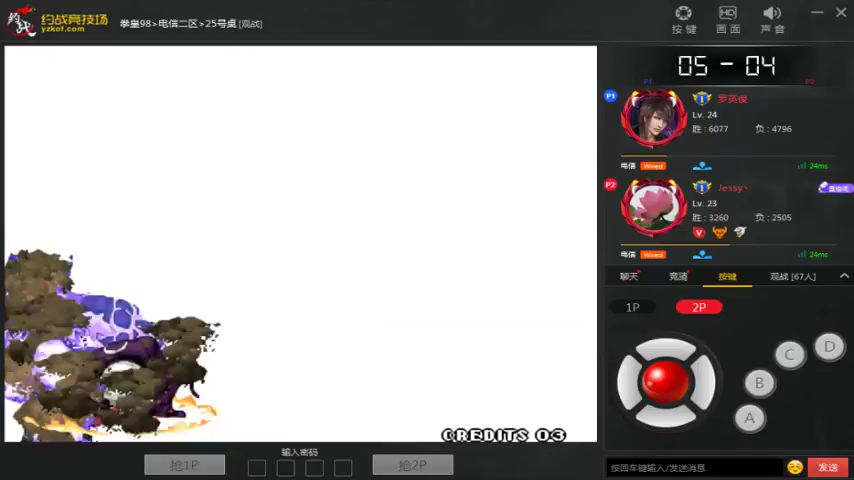 约战竞技场
yzkof.com
约战
拳皇98>电信二区>25号桌 [观战]
按键
HD
画面
声音
05 - 04
P1
P2
P1
罗英俊
Lv. 24
胜 : 6077
负 : 4796
电信
Wired
24ms
P2
Jessy丶
Lv. 23
胜 : 3260
负 : 2505
V
电信
Wired
24ms
聊天
竞猜
按键
观战 [67人]
1P
2P
A
B
C
D
CREDITS 03
抢1P
输入密码
抢2P
按回车键输入/发送消息
发送